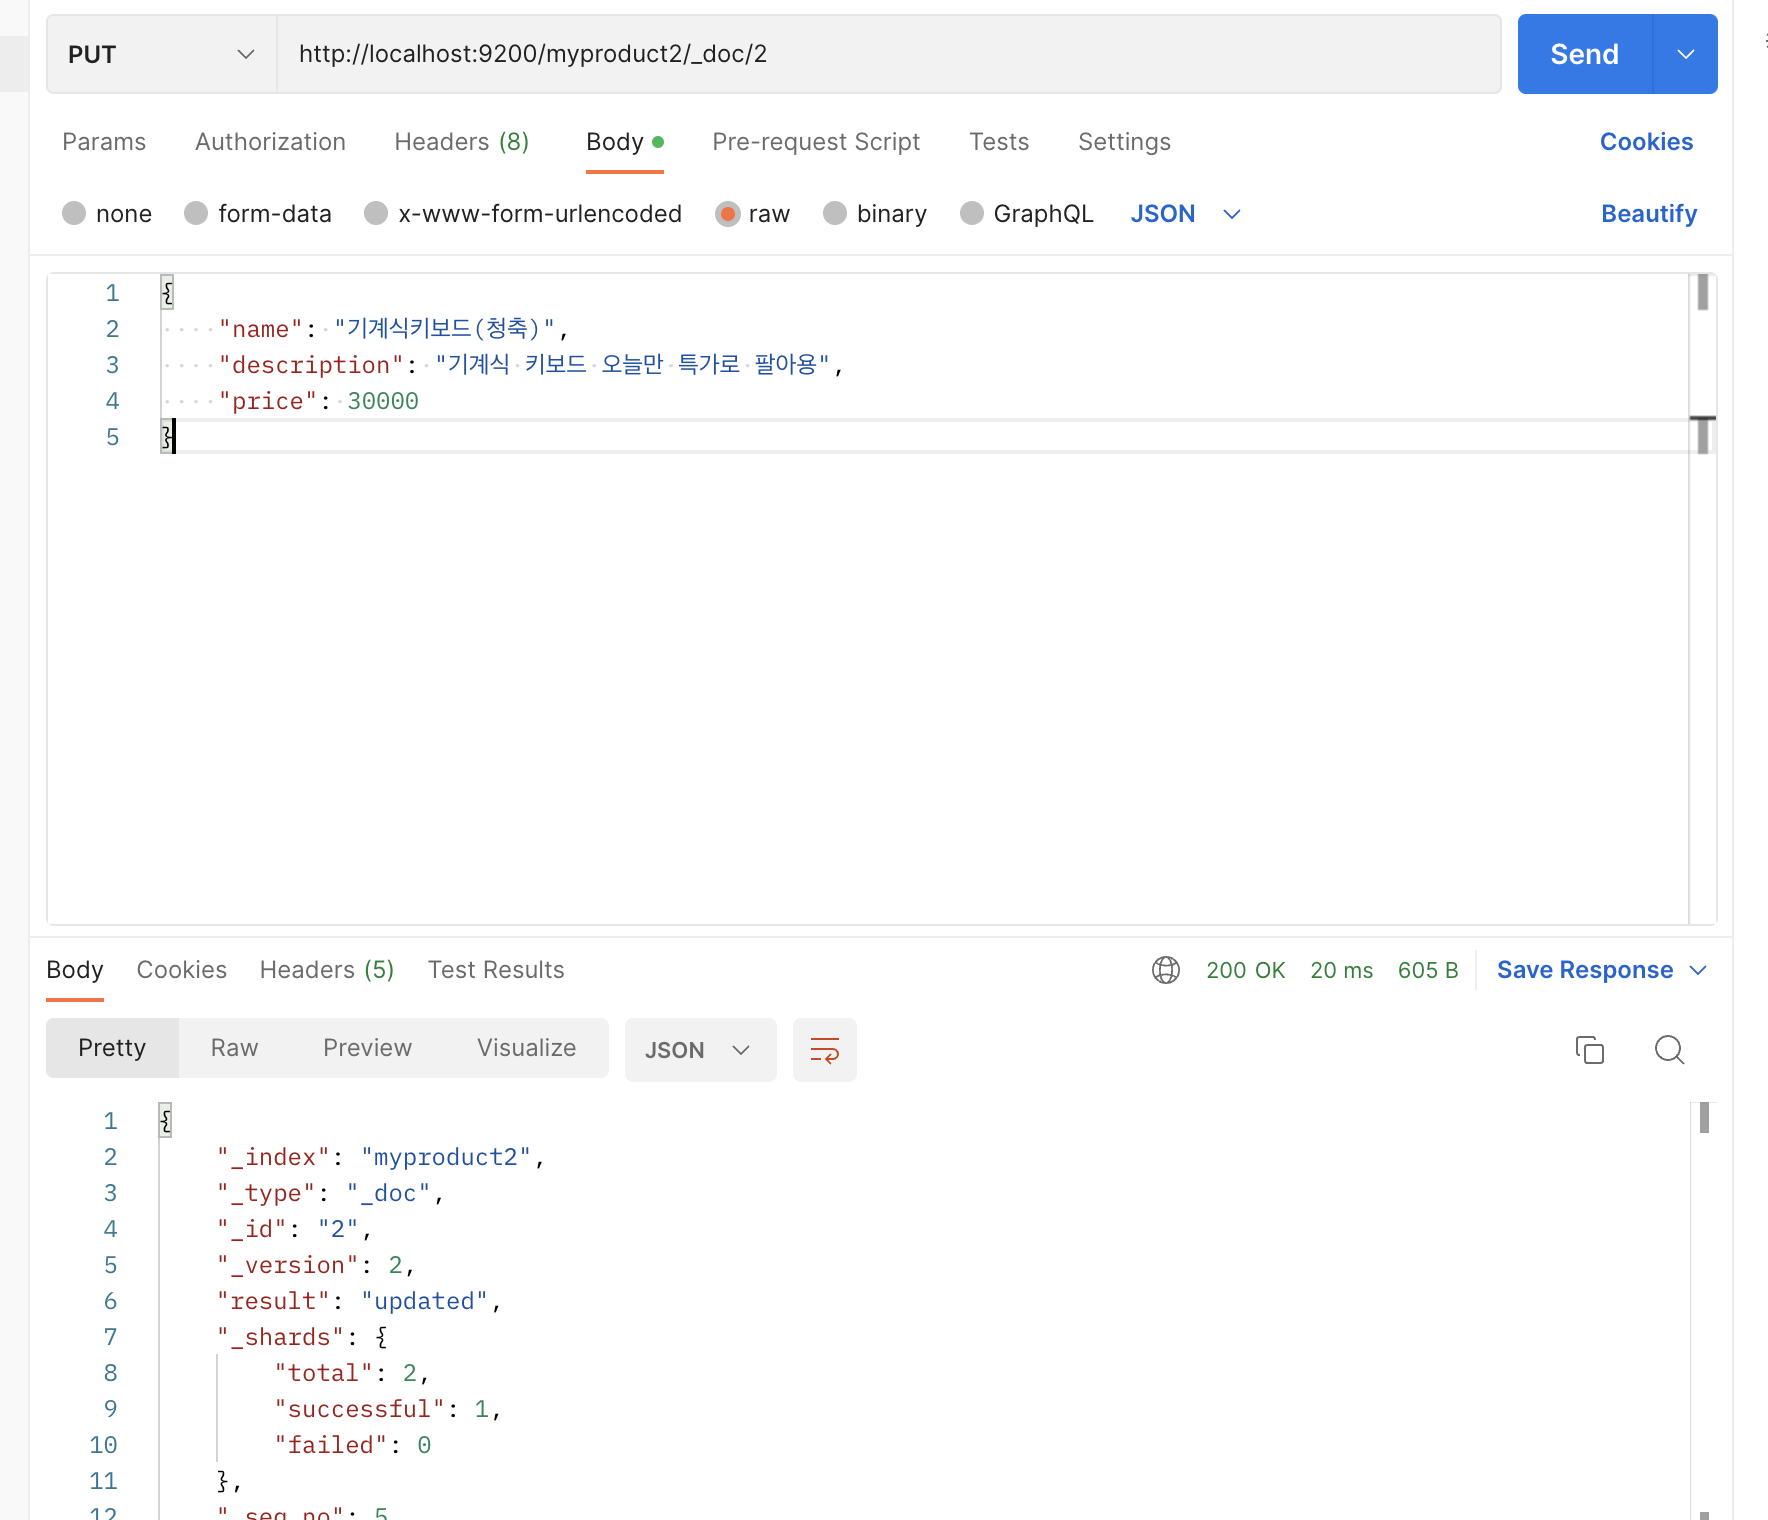 PUT http://localhost:9200/myproduct2/_doc/2 Send
Params Authorization Headers (8) Body Pre-request Script Tests Settings Cookies
none form-data x-www-form-urlencoded raw binary GraphQL JSON Beautify
1 {
2 "name": "기계식키보드(청축)",
3 "description": "기계식 키보드 오늘만 특가로 팔아용",
4 "price": 30000
5 }
Body Cookies Headers (5) Test Results 200 OK 20 ms 605 B Save Response
Pretty Raw Preview Visualize JSON
1 {
2 "_index": "myproduct2",
3 "_type": "_doc",
4 "_id": "2",
5 "_version": 2,
6 "result": "updated",
7 "_shards": {
8 "total": 2,
9 "successful": 1,
10 "failed": 0
11 },
12 "_seq_no": 5